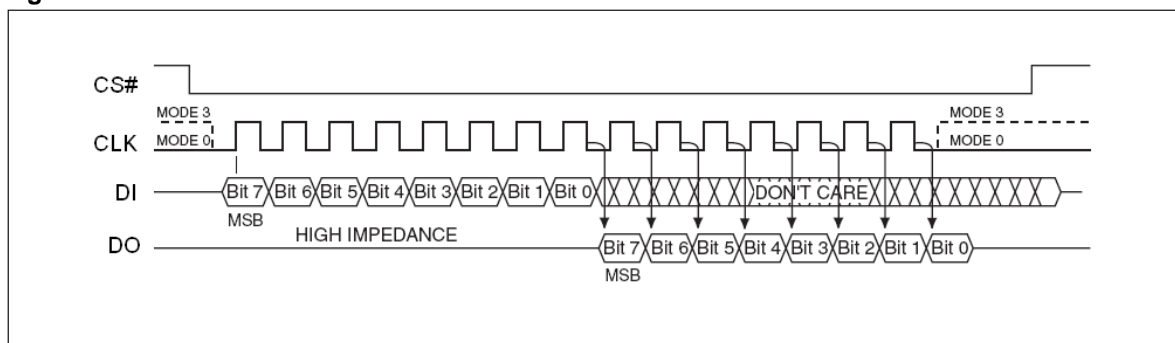 CS#
MODE 3 MODE 3
CLK MODE 0 MODE 0
DI Bit 7 Bit 6 Bit 5 Bit 4 Bit 3 Bit 2 Bit 1 Bit 0 DON'T CARE
MSB
DO HIGH IMPEDANCE Bit 7 Bit 6 Bit 5 Bit 4 Bit 3 Bit 2 Bit 1 Bit 0
MSB